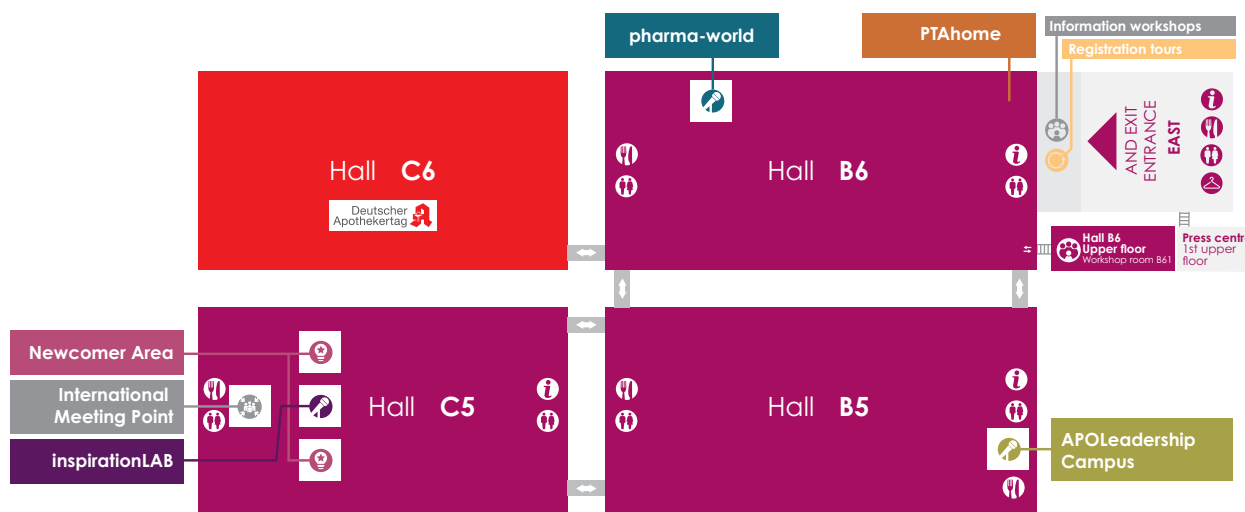 pharma-world
PTAhome
Information workshops
Registration tours
Hall C6
Deutscher
Apothekertag
Hall B6
AND EXIT
ENTRANCE
EAST
Hall B6
Upper floor
Workshop room B61
Press centr
1st upper
floor
Newcomer Area
International
Meeting Point
inspirationLAB
Hall C5
Hall B5
APOLeadership
Campus